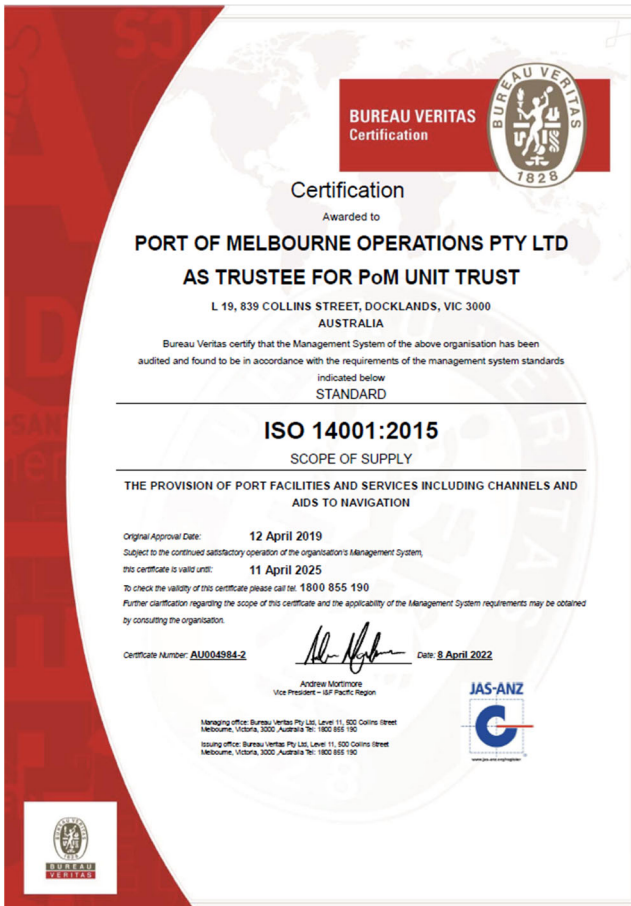 BUREAU VERITAS
Certification
BUREAU VERITAS
1828
Certification
Awarded to
PORT OF MELBOURNE OPERATIONS PTY LTD
AS TRUSTEE FOR PoM UNIT TRUST
L 19, 839 COLLINS STREET, DOCKLANDS, VIC 3000
AUSTRALIA
Bureau Veritas certify that the Management System of the above organisation has been
audited and found to be in accordance with the requirements of the management system standards
indicated below
STANDARD
ISO 14001:2015
SCOPE OF SUPPLY
THE PROVISION OF PORT FACILITIES AND SERVICES INCLUDING CHANNELS AND
AIDS TO NAVIGATION
Original Approval Date: 12 April 2019
Subject to the continued satisfactory operation of the organisation's Management System,
this certificate is valid until: 11 April 2025
To check the validity of this certificate please call tel. 1800 855 190
Further clarification regarding the scope of this certificate and the applicability of the Management System requirements may be obtained
by consulting the organisation.
Certificate Number: AU004984-2
Date: 8 April 2022
Andrew Mortimore
Vice President – I&F Pacific Region
JAS-ANZ
www.jas-anz.org/register
Managing office: Bureau Veritas Pty Ltd, Level 11, 500 Collins Street
Melbourne, Victoria, 3000 ,Australia Tel: 1800 855 190
Issuing office: Bureau Veritas Pty Ltd, Level 11, 500 Collins Street
Melbourne, Victoria, 3000 ,Australia Tel: 1800 855 190
1828
BUREAU
VERITAS